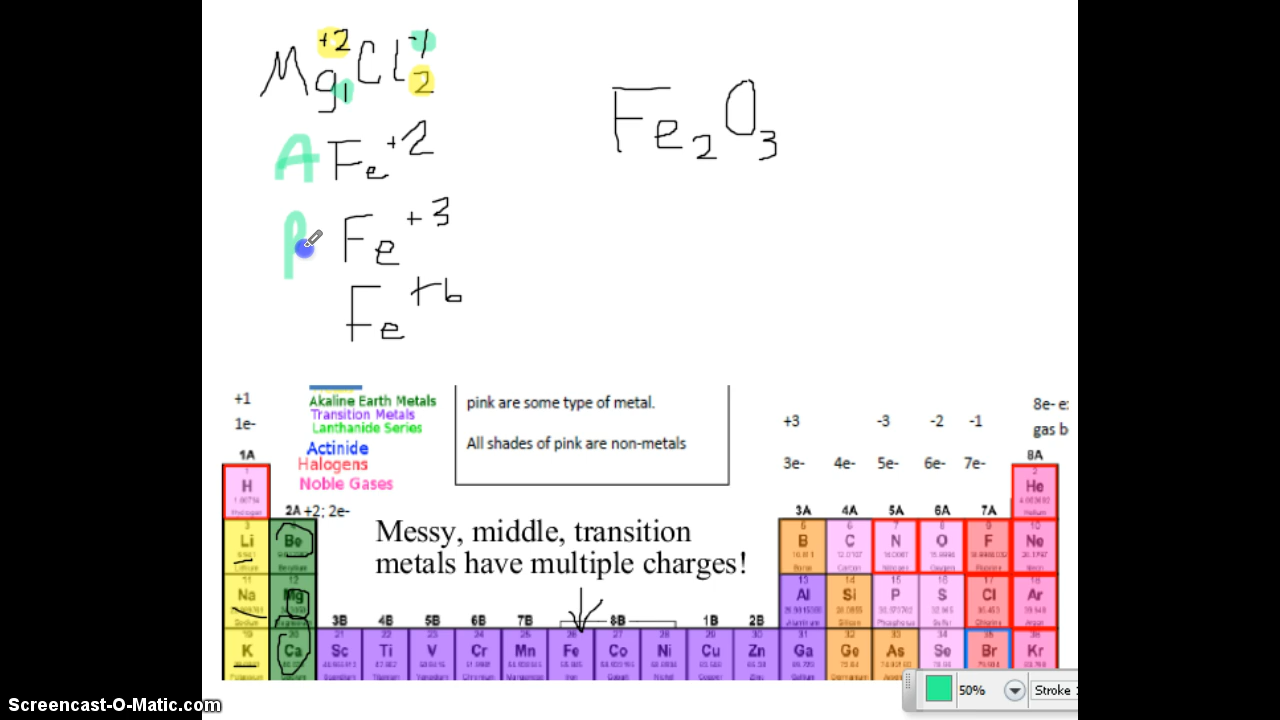 Mg+2 1 Cl-1 2
Fe2O3
A Fe+2
Fe+3
Fe+6
+1
1e-
1A
Akaline Earth Metals
Transition Metals
Lanthanide Series
Actinide
Halogens
Noble Gases
pink are some type of metal.
All shades of pink are non-metals
+3 -3 -2 -1
3e- 4e- 5e- 6e- 7e-
8e-
gas b
8A
H He
2A +2; 2e-
3A 4A 5A 6A 7A
Messy, middle, transition
metals have multiple charges!
Li Be B C N O F Ne
Na Mg Al Si P S Cl Ar
3B 4B 5B 6B 7B 8B 1B 2B
K Ca Sc Ti V Cr Mn Fe Co Ni Cu Zn Ga Ge As Se Br Kr
50% Stroke
Screencast-O-Matic.com